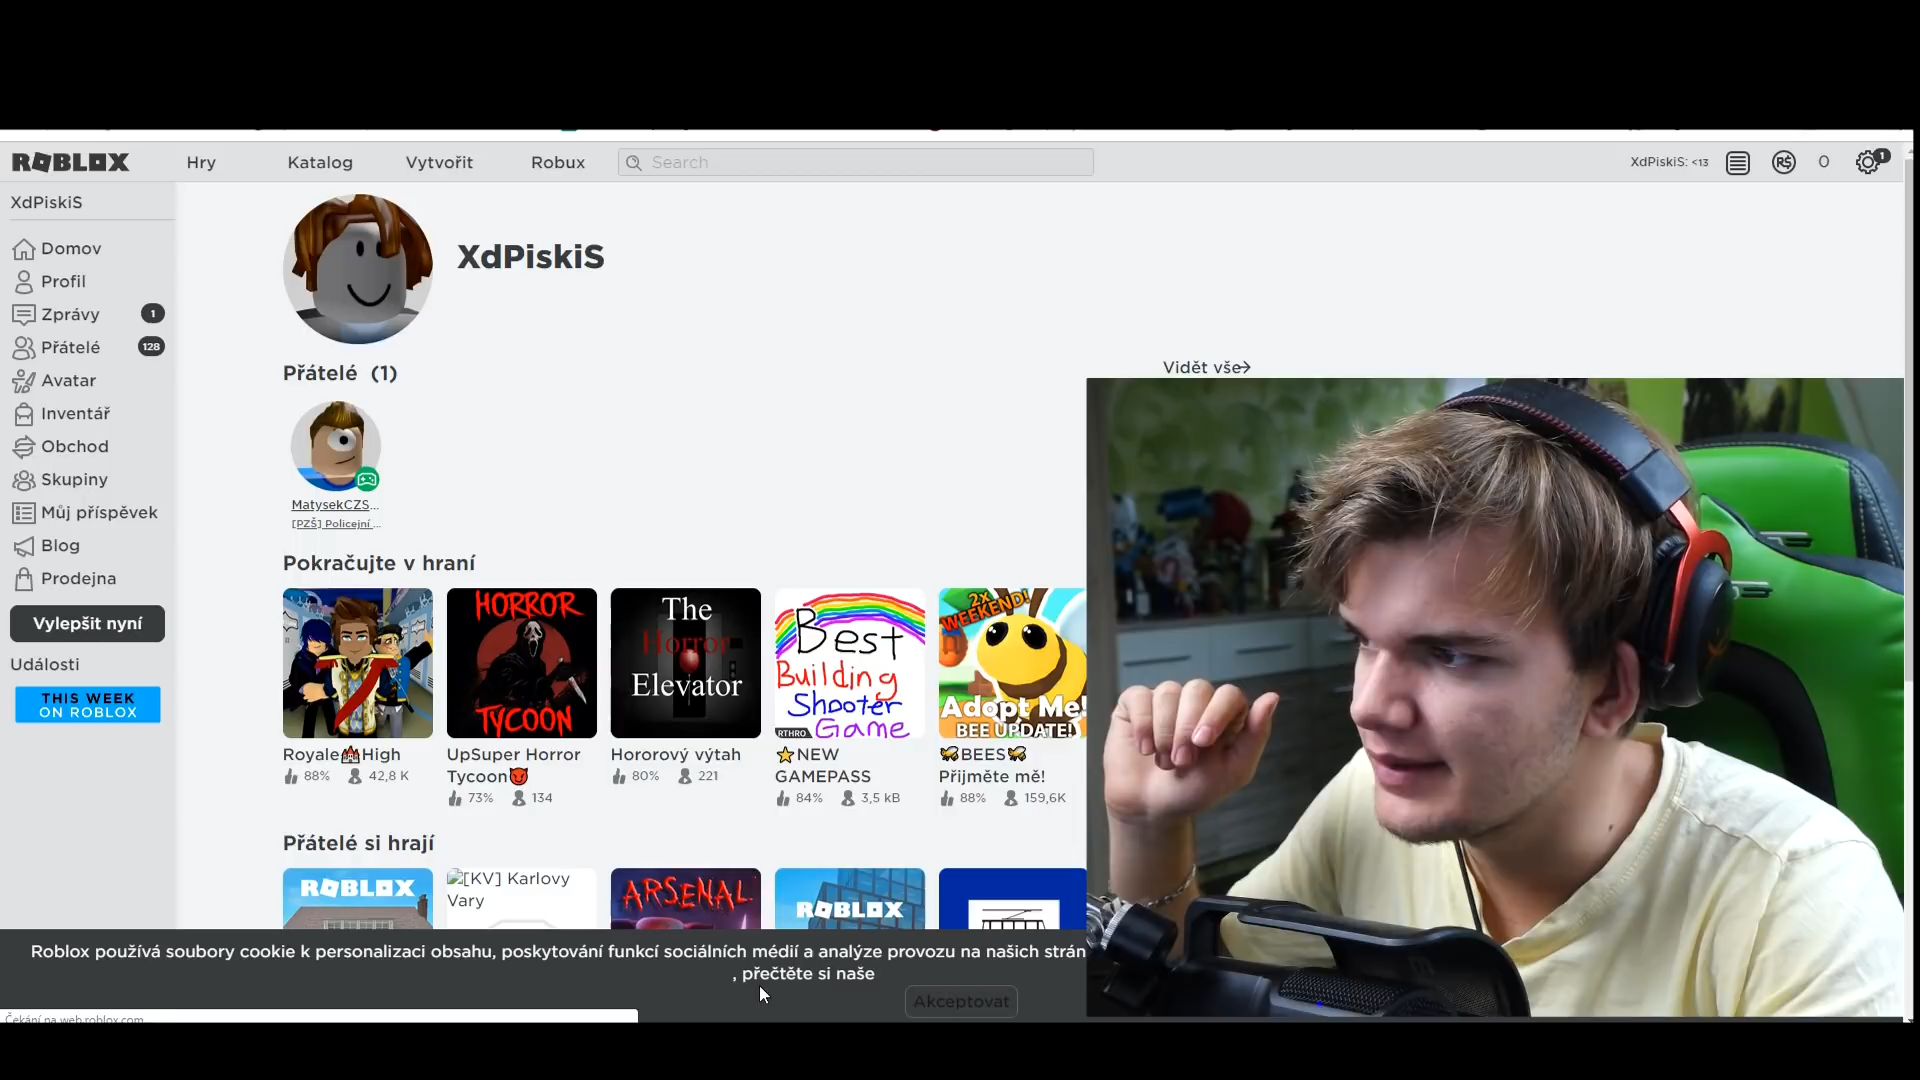 ROBLOX
Hry
Katalog
Vytvořit
Robux
Search
XdPiskiS: <13
0
1
XdPiskiS
Domov
Profil
Zprávy
1
Přátelé
128
Avatar
Inventář
Obchod
Skupiny
Můj příspěvek
Blog
Prodejna
Vylepšit nyní
Události
THIS WEEK
ON ROBLOX
XdPiskiS
Přátelé (1)
Vidět vše
MatysekCZS...
[PZŠ] Policejní ...
Pokračujte v hraní
HORROR
TYCOON
The
Horror
Elevator
Best
Building
Shooter
Game
RTHRO
2X
WEEKEND!
Adopt Me!
BEE UPDATE!
Royale🏰High
88% 42,8 K
UpSuper Horror
Tycoon😈
73% 134
Hororový výtah
80% 221
⭐NEW
GAMEPASS
84% 3,5 kB
🐝BEES🐝
Přijměte mě!
88% 159,6K
Přátelé si hrají
ROBLOX
[KV] Karlovy
Vary
ARSENAL
ROBLOX
Roblox používá soubory cookie k personalizaci obsahu, poskytování funkcí sociálních médií a analýze provozu na našich strán
, přečtěte si naše
Akceptovat
Čekání na web.roblox.com